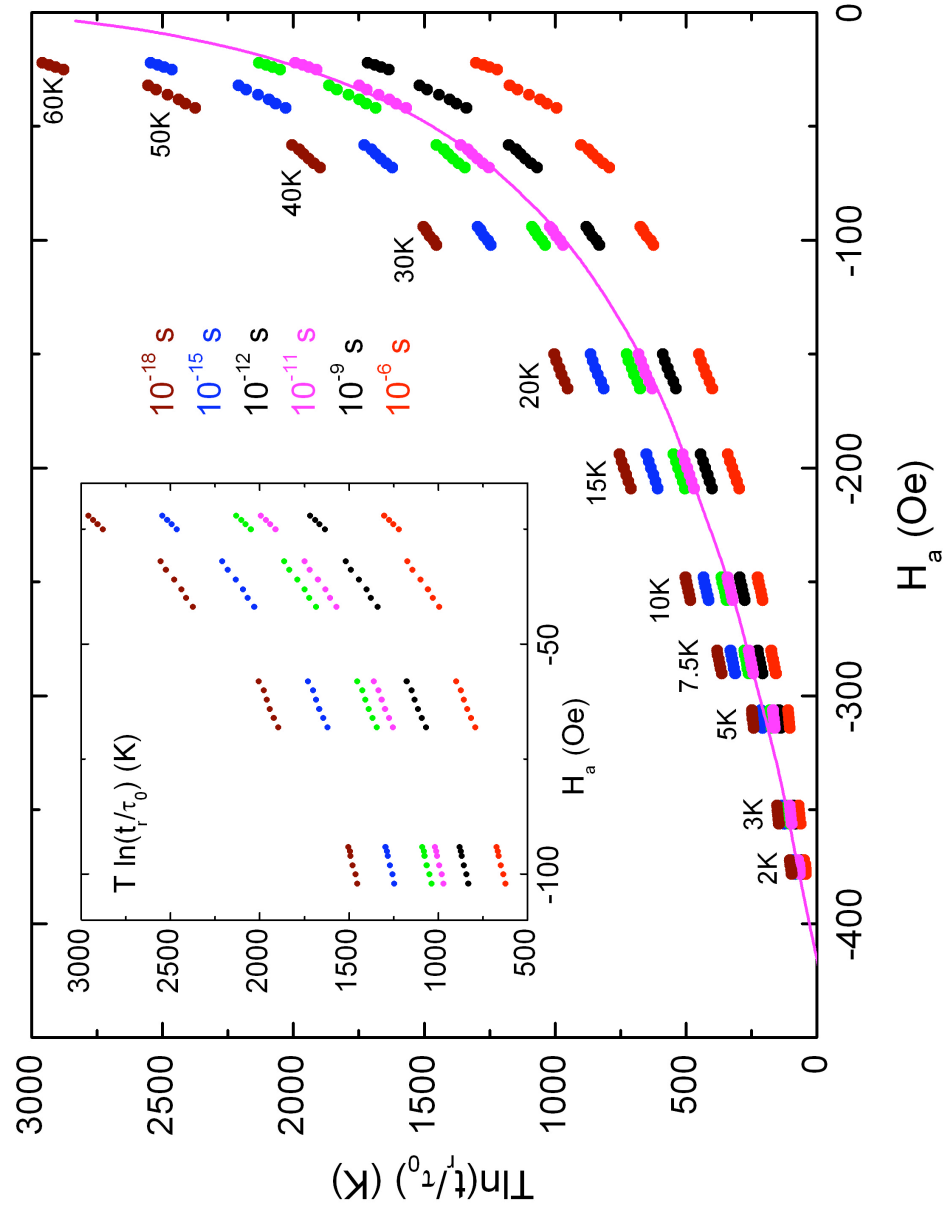 3000
2500
2000
1500
1000
500
0
Tln(t_r/τ_0) (K)
-400
-300
-200
-100
0
H_a (Oe)
2K
3K
5K
7.5K
10K
15K
20K
30K
40K
50K
60K
10^-18 s
10^-15 s
10^-12 s
10^-11 s
10^-9 s
10^-6 s
T ln(t_r/τ_0) (K)
3000
2500
2000
1500
1000
500
-100
-50
H_a (Oe)